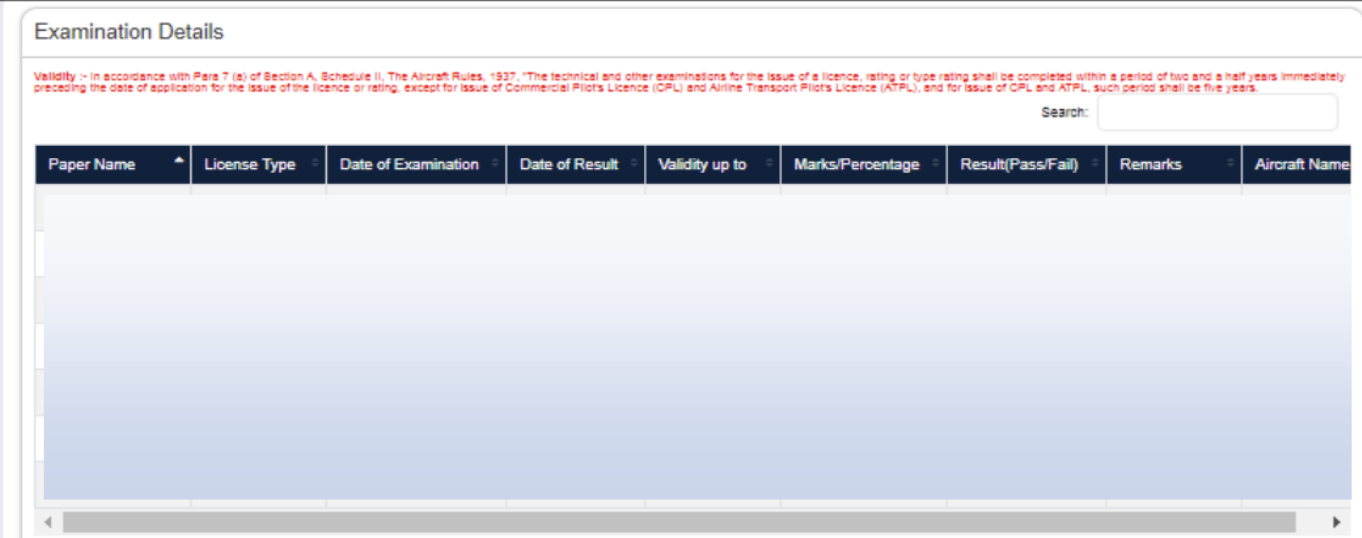 Examination Details
Validity :- In accordance with Para 7 (a) of Section A, Schedule II, The Aircraft Rules, 1937, "The technical and other examinations for the issue of a licence, rating or type rating shall be completed within a period of two and a half years immediately
preceding the date of application for the issue of the licence or rating, except for issue of Commercial Pilot's Licence (CPL) and Airline Transport Pilot's Licence (ATPL), and for issue of CPL and ATPL, such period shall be five years.
Search:
Paper Name License Type Date of Examination Date of Result Validity up to Marks/Percentage Result(Pass/Fail) Remarks Aircraft Name